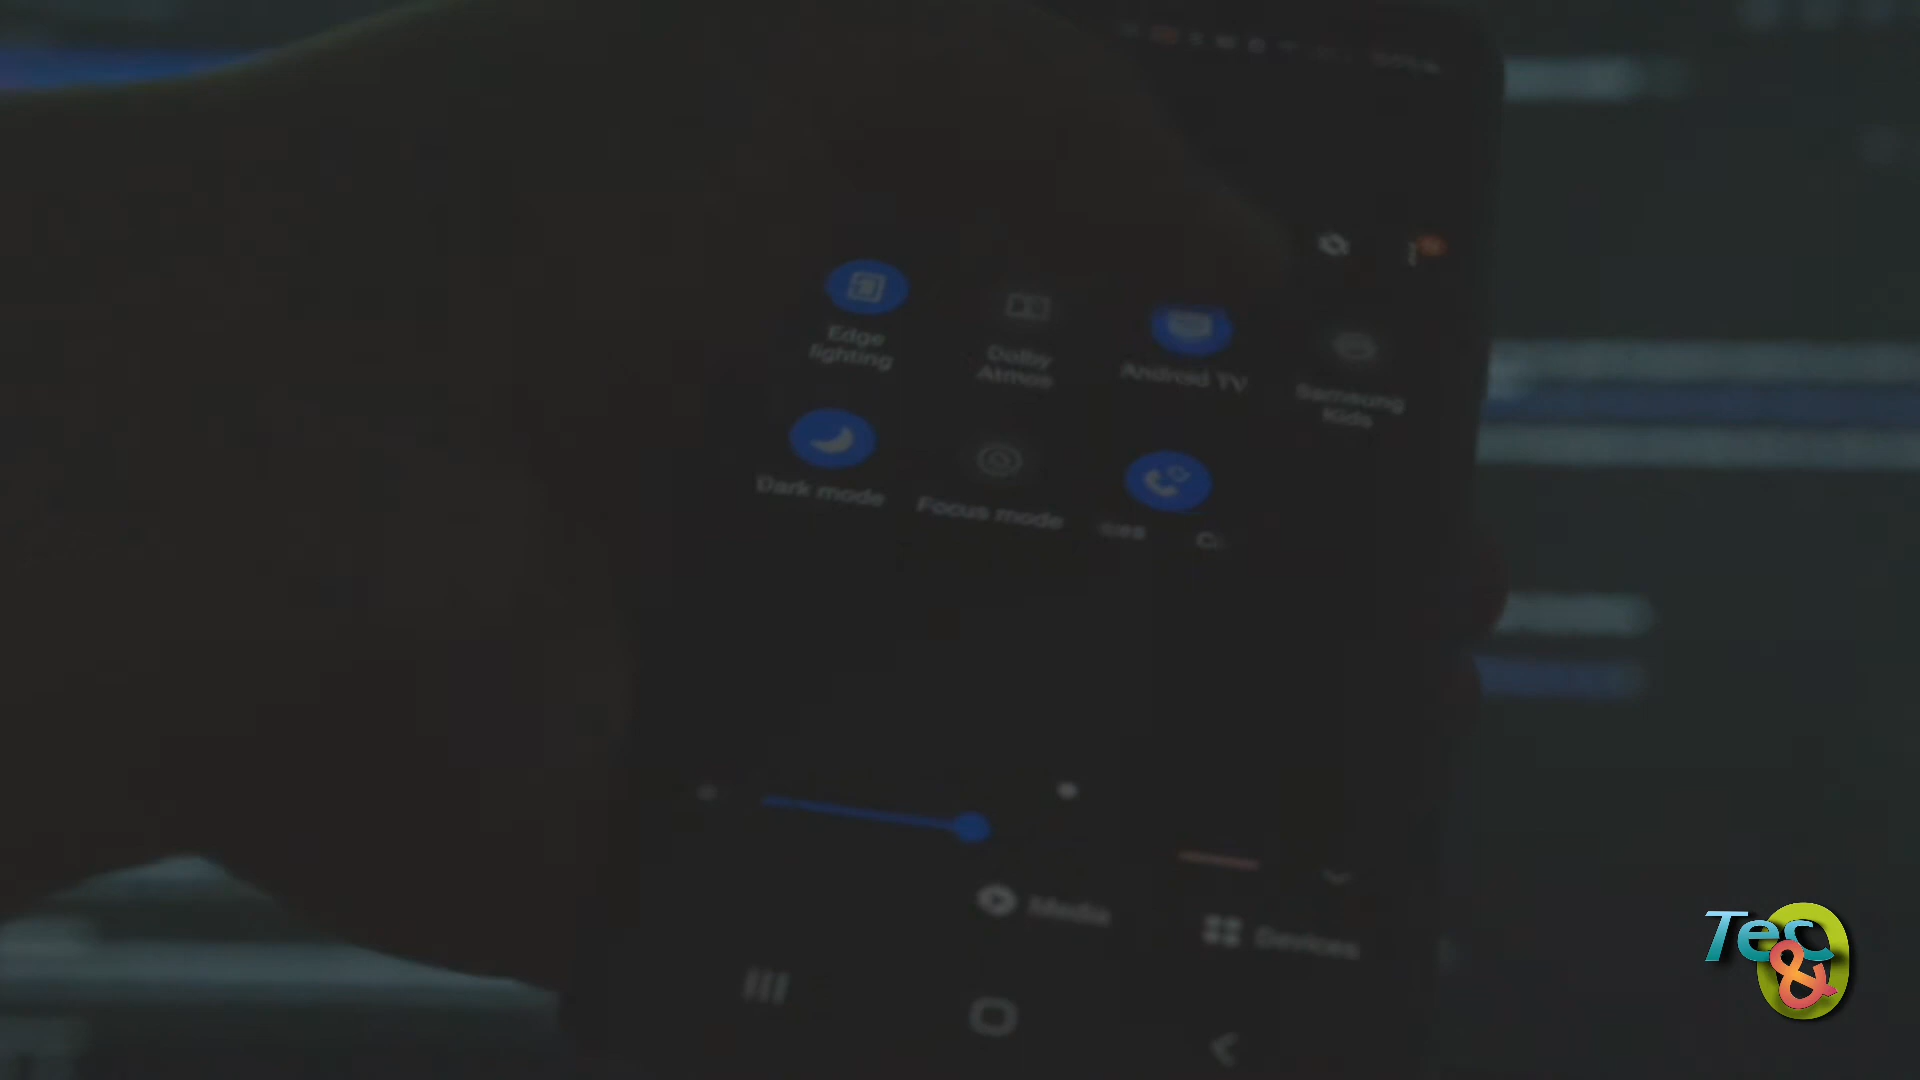 Edge
lighting
Dolby
Atmos
Android TV
Samsung
Kids
Dark mode
Focus mode
Media
Devices
Tec
&
O